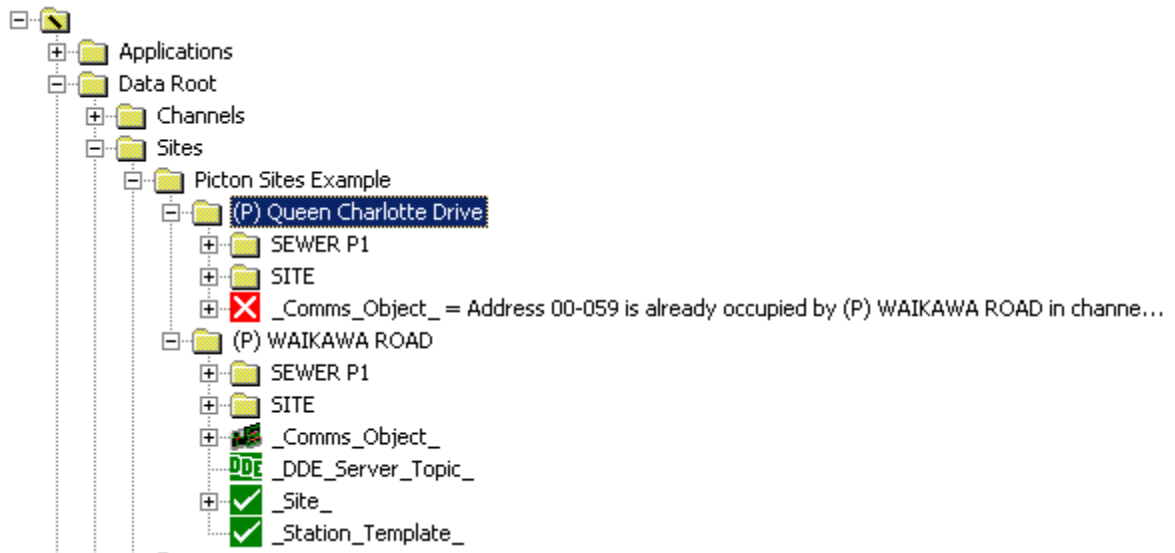 Applications
Data Root
Channels
Sites
Picton Sites Example
(P) Queen Charlotte Drive
SEWER P1
SITE
_Comms_Object_ = Address 00-059 is already occupied by (P) WAIKAWA ROAD in channe...
(P) WAIKAWA ROAD
SEWER P1
SITE
_Comms_Object_
DDE _DDE_Server_Topic_
_Site_
_Station_Template_